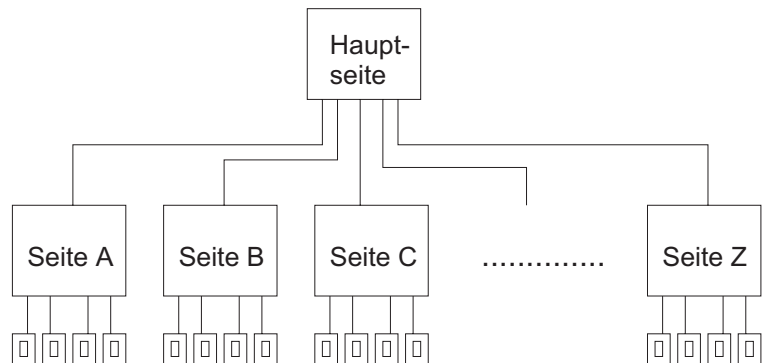 Haupt-
seite
Seite A
Seite B
Seite C
..............
Seite Z